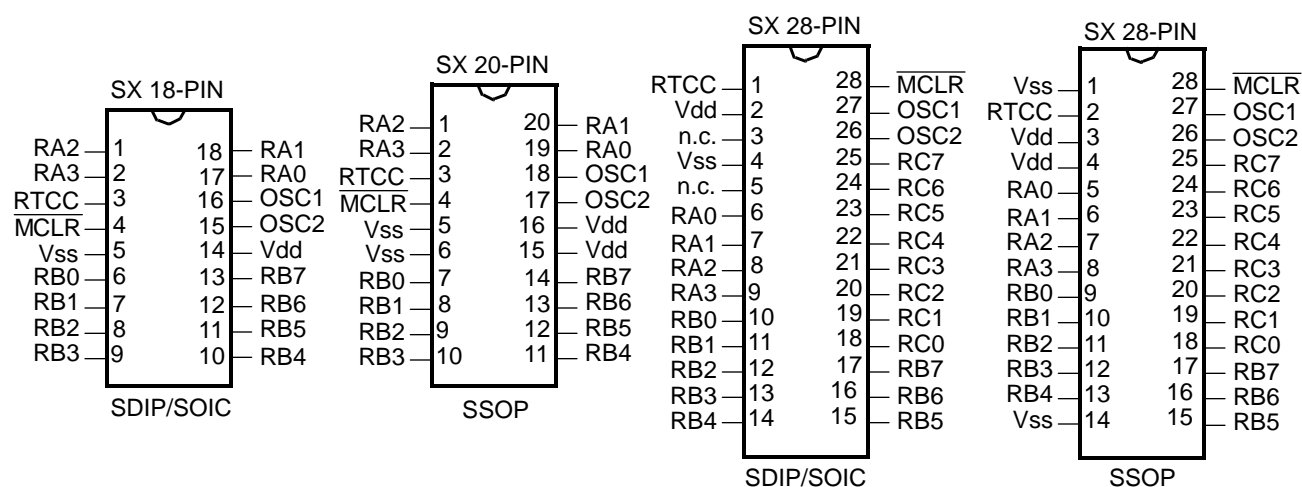 SX 18-PIN
RA2 1 18 RA1
RA3 2 17 RA0
RTCC 3 16 OSC1
MCLR 4 15 OSC2
Vss 5 14 Vdd
RB0 6 13 RB7
RB1 7 12 RB6
RB2 8 11 RB5
RB3 9 10 RB4
SDIP/SOIC
SX 20-PIN
RA2 1 20 RA1
RA3 2 19 RA0
RTCC 3 18 OSC1
MCLR 4 17 OSC2
Vss 5 16 Vdd
Vss 6 15 Vdd
RB0 7 14 RB7
RB1 8 13 RB6
RB2 9 12 RB5
RB3 10 11 RB4
SSOP
SX 28-PIN
RTCC 1 28 MCLR
Vdd 2 27 OSC1
n.c. 3 26 OSC2
Vss 4 25 RC7
n.c. 5 24 RC6
RA0 6 23 RC5
RA1 7 22 RC4
RA2 8 21 RC3
RA3 9 20 RC2
RB0 10 19 RC1
RB1 11 18 RC0
RB2 12 17 RB7
RB3 13 16 RB6
RB4 14 15 RB5
SDIP/SOIC
SX 28-PIN
Vss 1 28 MCLR
RTCC 2 27 OSC1
Vdd 3 26 OSC2
Vdd 4 25 RC7
RA0 5 24 RC6
RA1 6 23 RC5
RA2 7 22 RC4
RA3 8 21 RC3
RB0 9 20 RC2
RB1 10 19 RC1
RB2 11 18 RC0
RB3 12 17 RB7
RB4 13 16 RB6
Vss 14 15 RB5
SSOP